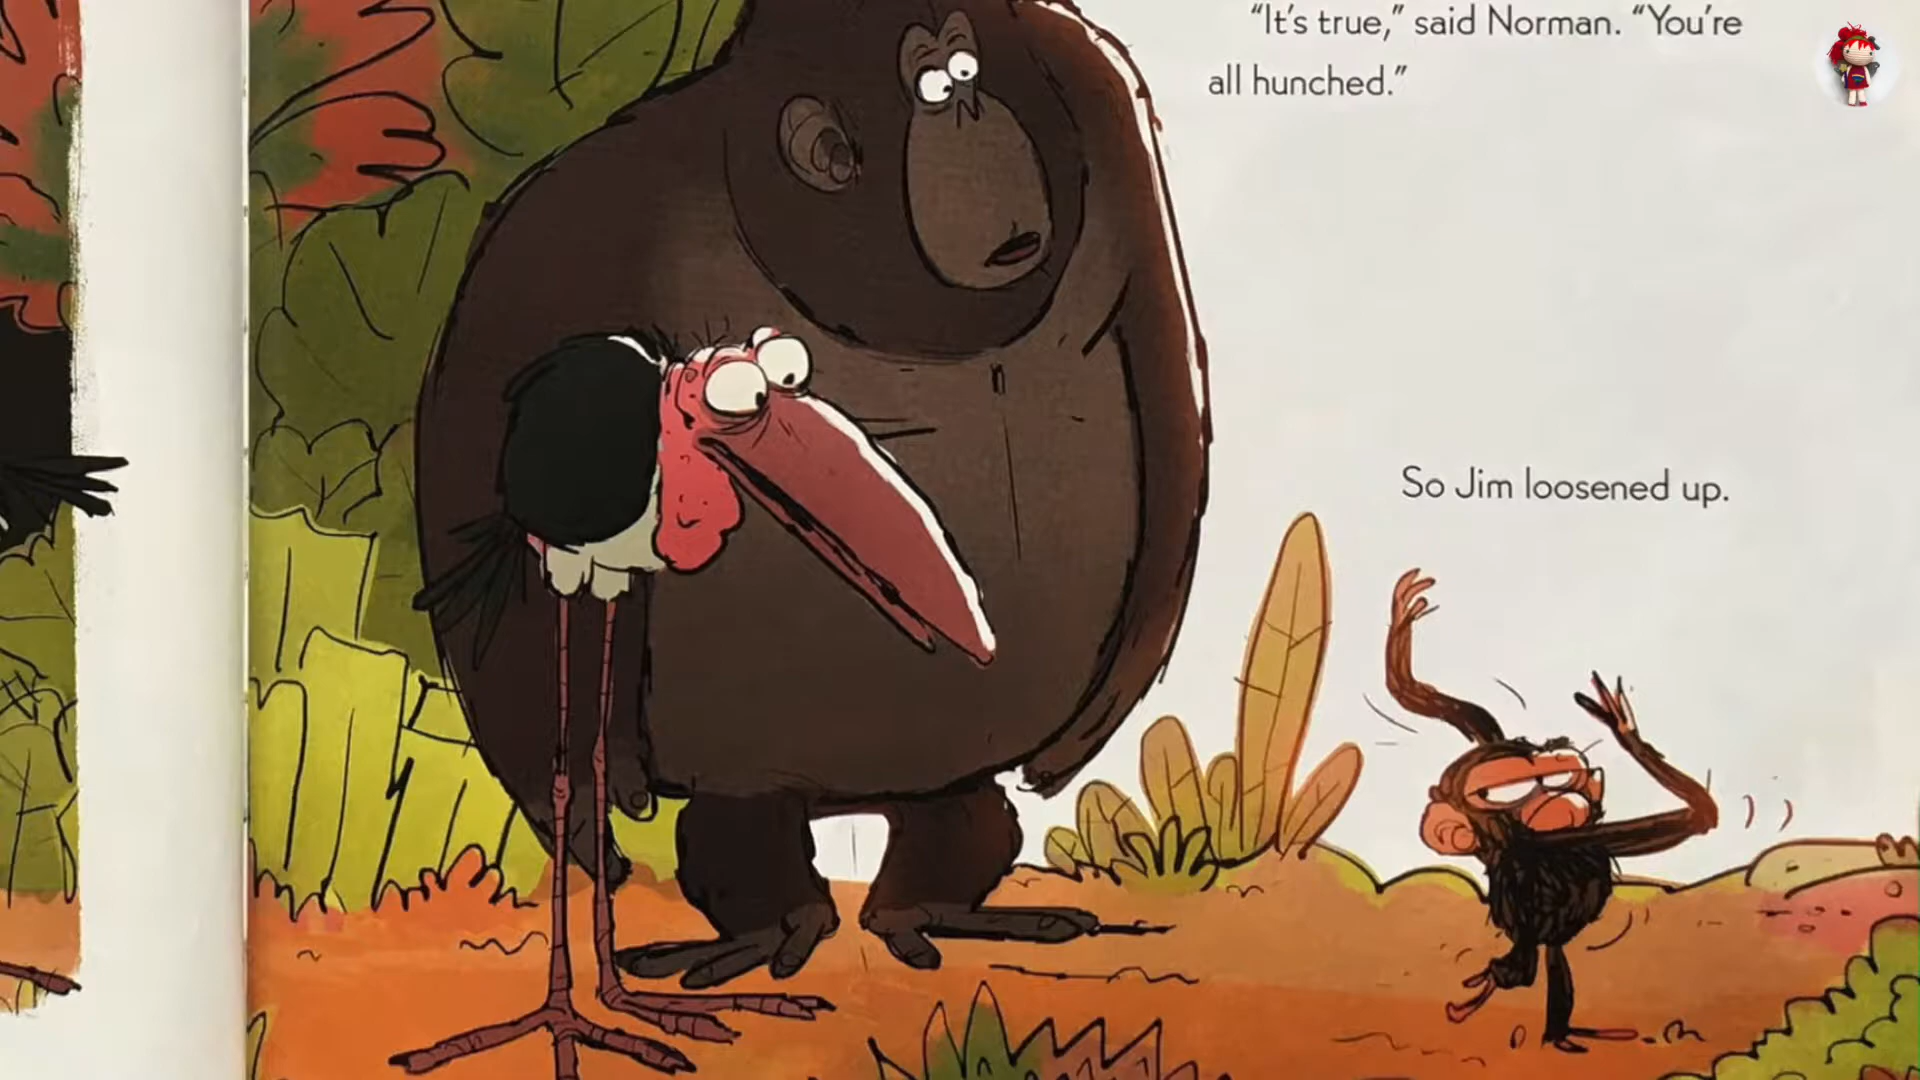 “It’s true,” said Norman. “You’re
all hunched.”
So Jim loosened up.